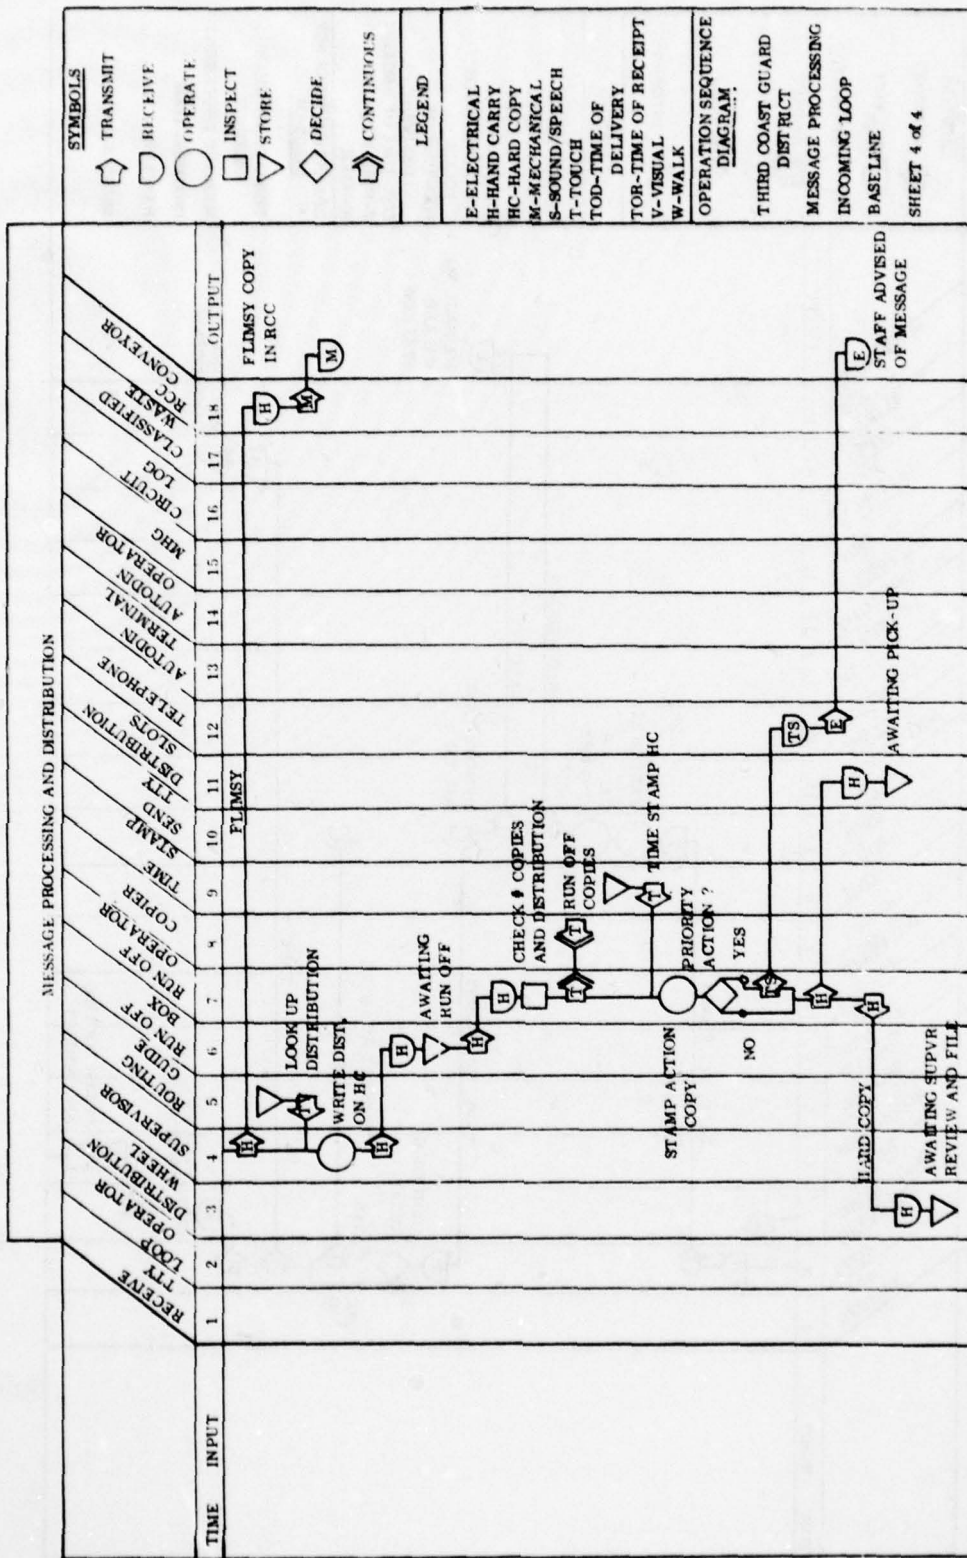 MESSAGE PROCESSING AND DISTRIBUTION
TIME
INPUT
RECEIVE
TTY
LOOP
OPERATOR
DISTRIBUTION
WHEEL
SUPERVISOR
ROUTING
GUIDE
RUN OFF
BOX
RUN OFF
OPERATOR
COPIER
TIME
STAMP
SEND
TTY
DISTRIBUTION
SLOTS
TELEPHONE
AUTODIN
TERMINAL
AUTODIN
OPERATOR
MHG
CIRCUIT
LOG
CLASSIFIED
WASTE
RCC
CONVEYOR
OUTPUT
1 2 3 4 5 6 7 8 9 10 11 12 13 14 15 16 17 18
FLIMSY
FLIMSY COPY
IN RCC
H
H
M
M
LOOK UP
DISTRIBUTION
WRITE DIST.
ON HC
H
H
AWAITING
RUN OFF
H
H
CHECK # COPIES
AND DISTRIBUTION
T
T
RUN OFF
COPIES
T
TIME STAMP HC
STAMP ACTION
COPY
PRIORITY
ACTION ?
YES
NO
TS
TS
E
E
STAFF ADVISED
OF MESSAGE
H
H
AWAITING PICK-UP
H
HARD COPY
H
AWAITING SUPVR
REVIEW AND FILE
SYMBOLS
TRANSMIT
RECEIVE
OPERATE
INSPECT
STORE
DECIDE
CONTINUOUS
LEGEND
E-ELECTRICAL
H-HAND CARRY
HC-HARD COPY
M-MECHANICAL
S-SOUND/SPEECH
T-TOUCH
TOD-TIME OF
DELIVERY
TOR-TIME OF RECEIPT
V-VISUAL
W-WALK
OPERATION SEQUENCE
DIAGRAM
THIRD COAST GUARD
DISTRICT
MESSAGE PROCESSING
INCOMING LOOP
BASELINE
SHEET 4 of 4